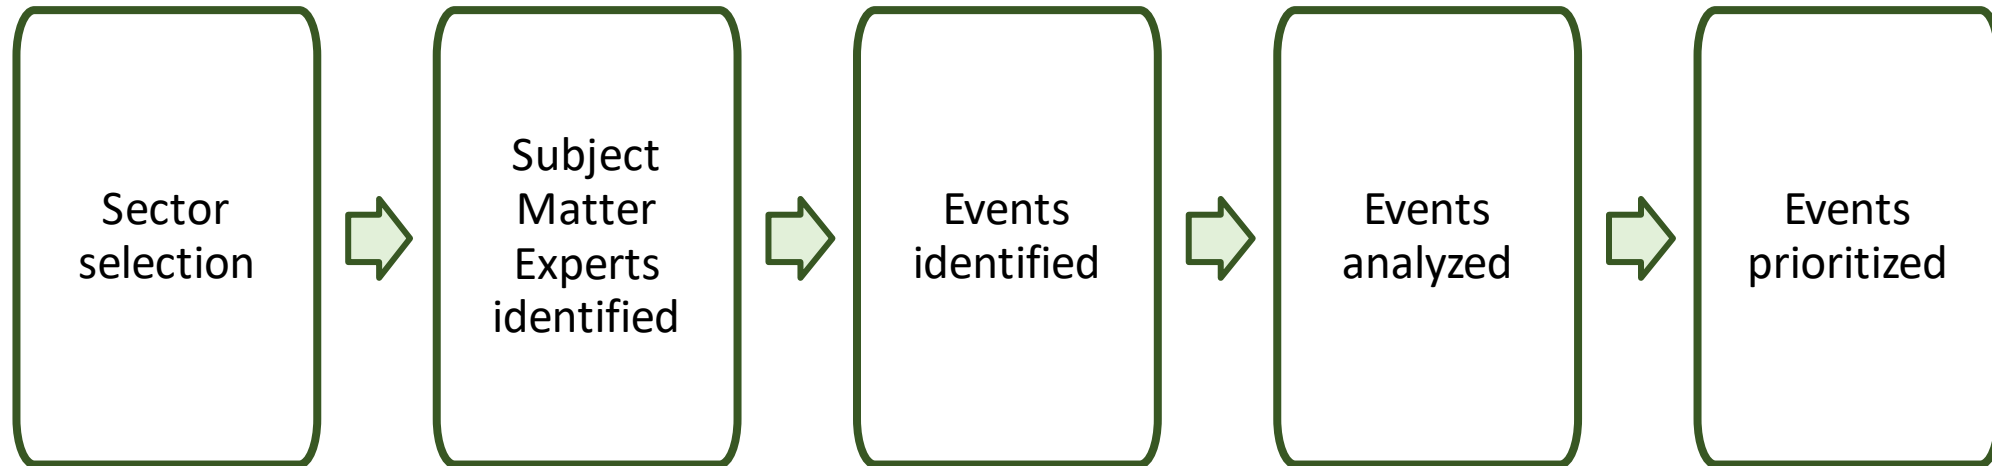 Sector
selection
Subject
Matter
Experts
identified
Events
identified
Events
analyzed
Events
prioritized